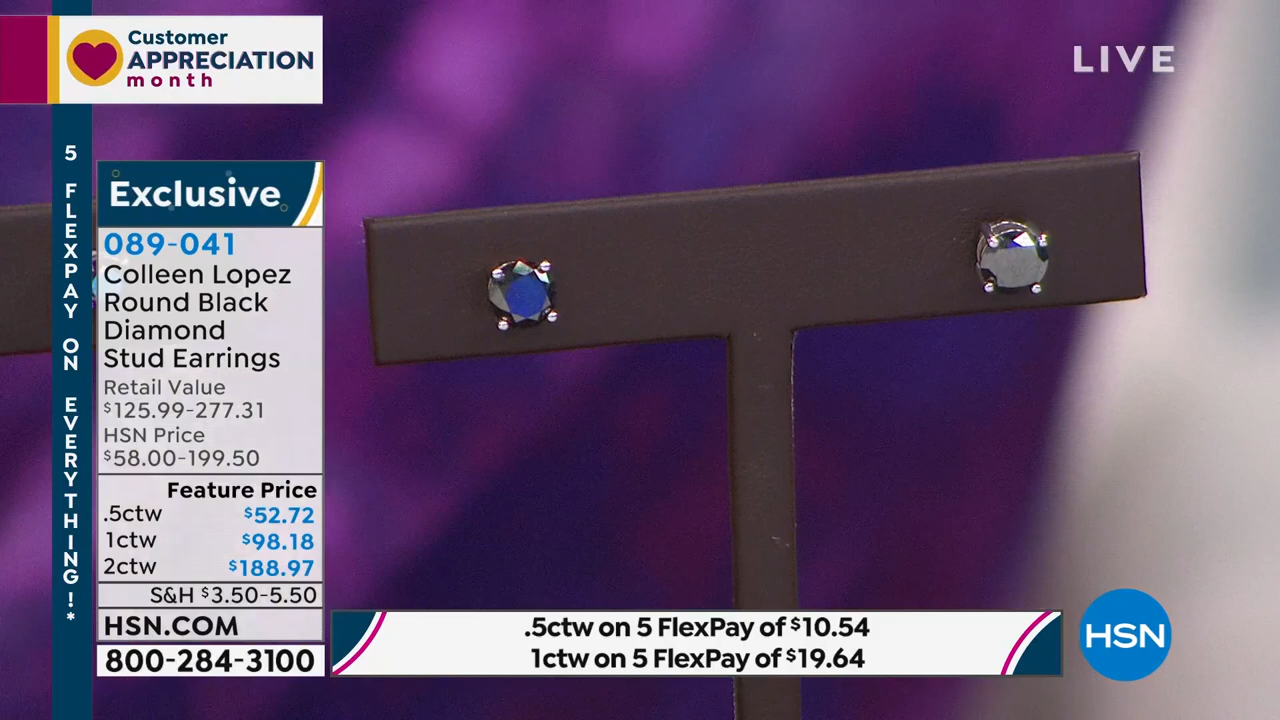 Customer
APPRECIATION
month
LIVE
5 FLEXPAY ON EVERYTHING!*
Exclusive
089-041
Colleen Lopez
Round Black
Diamond
Stud Earrings
Retail Value
$125.99-277.31
HSN Price
$58.00-199.50
Feature Price
.5ctw $52.72
1ctw $98.18
2ctw $188.97
S&H $3.50-5.50
HSN.COM
800-284-3100
.5ctw on 5 FlexPay of $10.54
1ctw on 5 FlexPay of $19.64
HSN